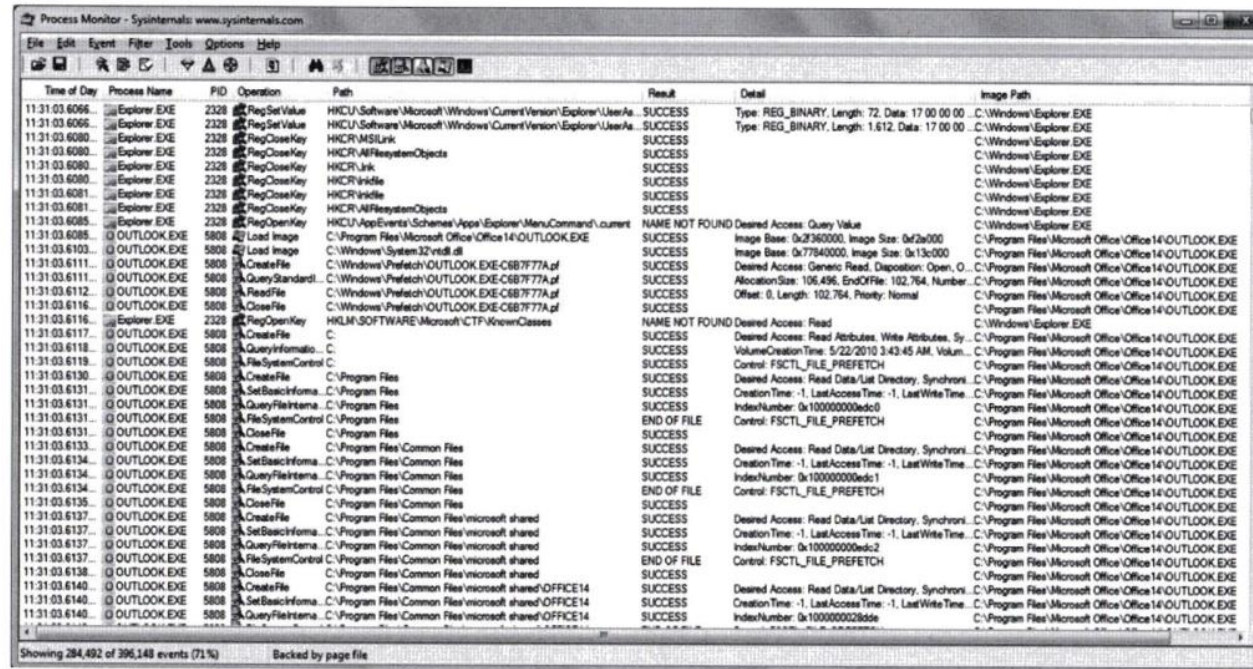 Process Monitor - Sysinternals: www.sysinternals.com
File Edit Event Filter Tools Options Help
Time of Day Process Name PID Operation Path Result Detail Image Path
11:31:03.6066... Explorer.EXE 2328 RegSetValue HKCU\Software\Microsoft\Windows\CurrentVersion\Explorer\UserAs... SUCCESS Type: REG_BINARY, Length: 72, Data: 17 00 00 00 ... C:\Windows\Explorer.EXE
11:31:03.6066... Explorer.EXE 2328 RegSetValue HKCU\Software\Microsoft\Windows\CurrentVersion\Explorer\UserAs... SUCCESS Type: REG_BINARY, Length: 1.612, Data: 17 00 00 ... C:\Windows\Explorer.EXE
11:31:03.6080... Explorer.EXE 2328 RegCloseKey HKCR\MSILink SUCCESS C:\Windows\Explorer.EXE
11:31:03.6080... Explorer.EXE 2328 RegCloseKey HKCR\AllFilesystemObjects SUCCESS C:\Windows\Explorer.EXE
11:31:03.6080... Explorer.EXE 2328 RegCloseKey HKCR\.lnk SUCCESS C:\Windows\Explorer.EXE
11:31:03.6080... Explorer.EXE 2328 RegCloseKey HKCR\lnkfile SUCCESS C:\Windows\Explorer.EXE
11:31:03.6081... Explorer.EXE 2328 RegCloseKey HKCR\lnkfile SUCCESS C:\Windows\Explorer.EXE
11:31:03.6081... Explorer.EXE 2328 RegCloseKey HKCR\AllFilesystemObjects SUCCESS C:\Windows\Explorer.EXE
11:31:03.6085... Explorer.EXE 2328 RegOpenKey HKCU\AppEvents\Schemes\Apps\Explorer\MenuCommand\.current NAME NOT FOUND Desired Access: Query Value C:\Windows\Explorer.EXE
11:31:03.6085... OUTLOOK.EXE 5808 Load Image C:\Program Files\Microsoft Office\Office14\OUTLOOK.EXE SUCCESS Image Base: 0x2f360000, Image Size: 0xf2a000 C:\Program Files\Microsoft Office\Office14\OUTLOOK.EXE
11:31:03.6103... OUTLOOK.EXE 5808 Load Image C:\Windows\System32\ntdll.dll SUCCESS Image Base: 0x77840000, Image Size: 0x13c000 C:\Program Files\Microsoft Office\Office14\OUTLOOK.EXE
11:31:03.6111... OUTLOOK.EXE 5808 CreateFile C:\Windows\Prefetch\OUTLOOK.EXE-C6B7F77A.pf SUCCESS Desired Access: Generic Read, Disposition: Open, O... C:\Program Files\Microsoft Office\Office14\OUTLOOK.EXE
11:31:03.6111... OUTLOOK.EXE 5808 QueryStandardI... C:\Windows\Prefetch\OUTLOOK.EXE-C6B7F77A.pf SUCCESS AllocationSize: 106,496, EndOfFile: 102,764, Number... C:\Program Files\Microsoft Office\Office14\OUTLOOK.EXE
11:31:03.6112... OUTLOOK.EXE 5808 ReadFile C:\Windows\Prefetch\OUTLOOK.EXE-C6B7F77A.pf SUCCESS Offset: 0, Length: 102,764, Priority: Normal C:\Program Files\Microsoft Office\Office14\OUTLOOK.EXE
11:31:03.6116... OUTLOOK.EXE 5808 CloseFile C:\Windows\Prefetch\OUTLOOK.EXE-C6B7F77A.pf SUCCESS C:\Program Files\Microsoft Office\Office14\OUTLOOK.EXE
11:31:03.6116... Explorer.EXE 2328 RegOpenKey HKLM\SOFTWARE\Microsoft\CTF\KnownClasses NAME NOT FOUND Desired Access: Read C:\Windows\Explorer.EXE
11:31:03.6117... OUTLOOK.EXE 5808 CreateFile C: SUCCESS Desired Access: Read Attributes, Write Attributes, Sy... C:\Program Files\Microsoft Office\Office14\OUTLOOK.EXE
11:31:03.6118... OUTLOOK.EXE 5808 QueryInformatio... C: SUCCESS VolumeCreationTime: 5/22/2010 3:43:45 AM, Volum... C:\Program Files\Microsoft Office\Office14\OUTLOOK.EXE
11:31:03.6119... OUTLOOK.EXE 5808 FileSystemControl C: SUCCESS Control: FSCTL_FILE_PREFETCH C:\Program Files\Microsoft Office\Office14\OUTLOOK.EXE
11:31:03.6130... OUTLOOK.EXE 5808 CreateFile C:\Program Files SUCCESS Desired Access: Read Data/List Directory, Synchroni... C:\Program Files\Microsoft Office\Office14\OUTLOOK.EXE
11:31:03.6131... OUTLOOK.EXE 5808 SetBasicInforma... C:\Program Files SUCCESS CreationTime: -1, LastAccessTime: -1, LastWriteTime... C:\Program Files\Microsoft Office\Office14\OUTLOOK.EXE
11:31:03.6131... OUTLOOK.EXE 5808 QueryFileInterna... C:\Program Files SUCCESS IndexNumber: 0x100000000edc0 C:\Program Files\Microsoft Office\Office14\OUTLOOK.EXE
11:31:03.6131... OUTLOOK.EXE 5808 FileSystemControl C:\Program Files END OF FILE Control: FSCTL_FILE_PREFETCH C:\Program Files\Microsoft Office\Office14\OUTLOOK.EXE
11:31:03.6131... OUTLOOK.EXE 5808 CloseFile C:\Program Files SUCCESS C:\Program Files\Microsoft Office\Office14\OUTLOOK.EXE
11:31:03.6133... OUTLOOK.EXE 5808 CreateFile C:\Program Files\Common Files SUCCESS Desired Access: Read Data/List Directory, Synchroni... C:\Program Files\Microsoft Office\Office14\OUTLOOK.EXE
11:31:03.6134... OUTLOOK.EXE 5808 SetBasicInforma... C:\Program Files\Common Files SUCCESS CreationTime: -1, LastAccessTime: -1, LastWriteTime... C:\Program Files\Microsoft Office\Office14\OUTLOOK.EXE
11:31:03.6134... OUTLOOK.EXE 5808 QueryFileInterna... C:\Program Files\Common Files SUCCESS IndexNumber: 0x100000000edc1 C:\Program Files\Microsoft Office\Office14\OUTLOOK.EXE
11:31:03.6134... OUTLOOK.EXE 5808 FileSystemControl C:\Program Files\Common Files END OF FILE Control: FSCTL_FILE_PREFETCH C:\Program Files\Microsoft Office\Office14\OUTLOOK.EXE
11:31:03.6135... OUTLOOK.EXE 5808 CloseFile C:\Program Files\Common Files SUCCESS C:\Program Files\Microsoft Office\Office14\OUTLOOK.EXE
11:31:03.6137... OUTLOOK.EXE 5808 CreateFile C:\Program Files\Common Files\microsoft shared SUCCESS Desired Access: Read Data/List Directory, Synchroni... C:\Program Files\Microsoft Office\Office14\OUTLOOK.EXE
11:31:03.6137... OUTLOOK.EXE 5808 SetBasicInforma... C:\Program Files\Common Files\microsoft shared SUCCESS CreationTime: -1, LastAccessTime: -1, LastWriteTime... C:\Program Files\Microsoft Office\Office14\OUTLOOK.EXE
11:31:03.6137... OUTLOOK.EXE 5808 QueryFileInterna... C:\Program Files\Common Files\microsoft shared SUCCESS IndexNumber: 0x100000000edc2 C:\Program Files\Microsoft Office\Office14\OUTLOOK.EXE
11:31:03.6137... OUTLOOK.EXE 5808 FileSystemControl C:\Program Files\Common Files\microsoft shared END OF FILE Control: FSCTL_FILE_PREFETCH C:\Program Files\Microsoft Office\Office14\OUTLOOK.EXE
11:31:03.6138... OUTLOOK.EXE 5808 CloseFile C:\Program Files\Common Files\microsoft shared SUCCESS C:\Program Files\Microsoft Office\Office14\OUTLOOK.EXE
11:31:03.6140... OUTLOOK.EXE 5808 CreateFile C:\Program Files\Common Files\microsoft shared\OFFICE14 SUCCESS Desired Access: Read Data/List Directory, Synchroni... C:\Program Files\Microsoft Office\Office14\OUTLOOK.EXE
11:31:03.6140... OUTLOOK.EXE 5808 SetBasicInforma... C:\Program Files\Common Files\microsoft shared\OFFICE14 SUCCESS CreationTime: -1, LastAccessTime: -1, LastWriteTime... C:\Program Files\Microsoft Office\Office14\OUTLOOK.EXE
11:31:03.6140... OUTLOOK.EXE 5808 QueryFileInterna... C:\Program Files\Common Files\microsoft shared\OFFICE14 SUCCESS IndexNumber: 0x1000000028dde C:\Program Files\Microsoft Office\Office14\OUTLOOK.EXE
Showing 284,492 of 396,148 events (71%) Backed by page file